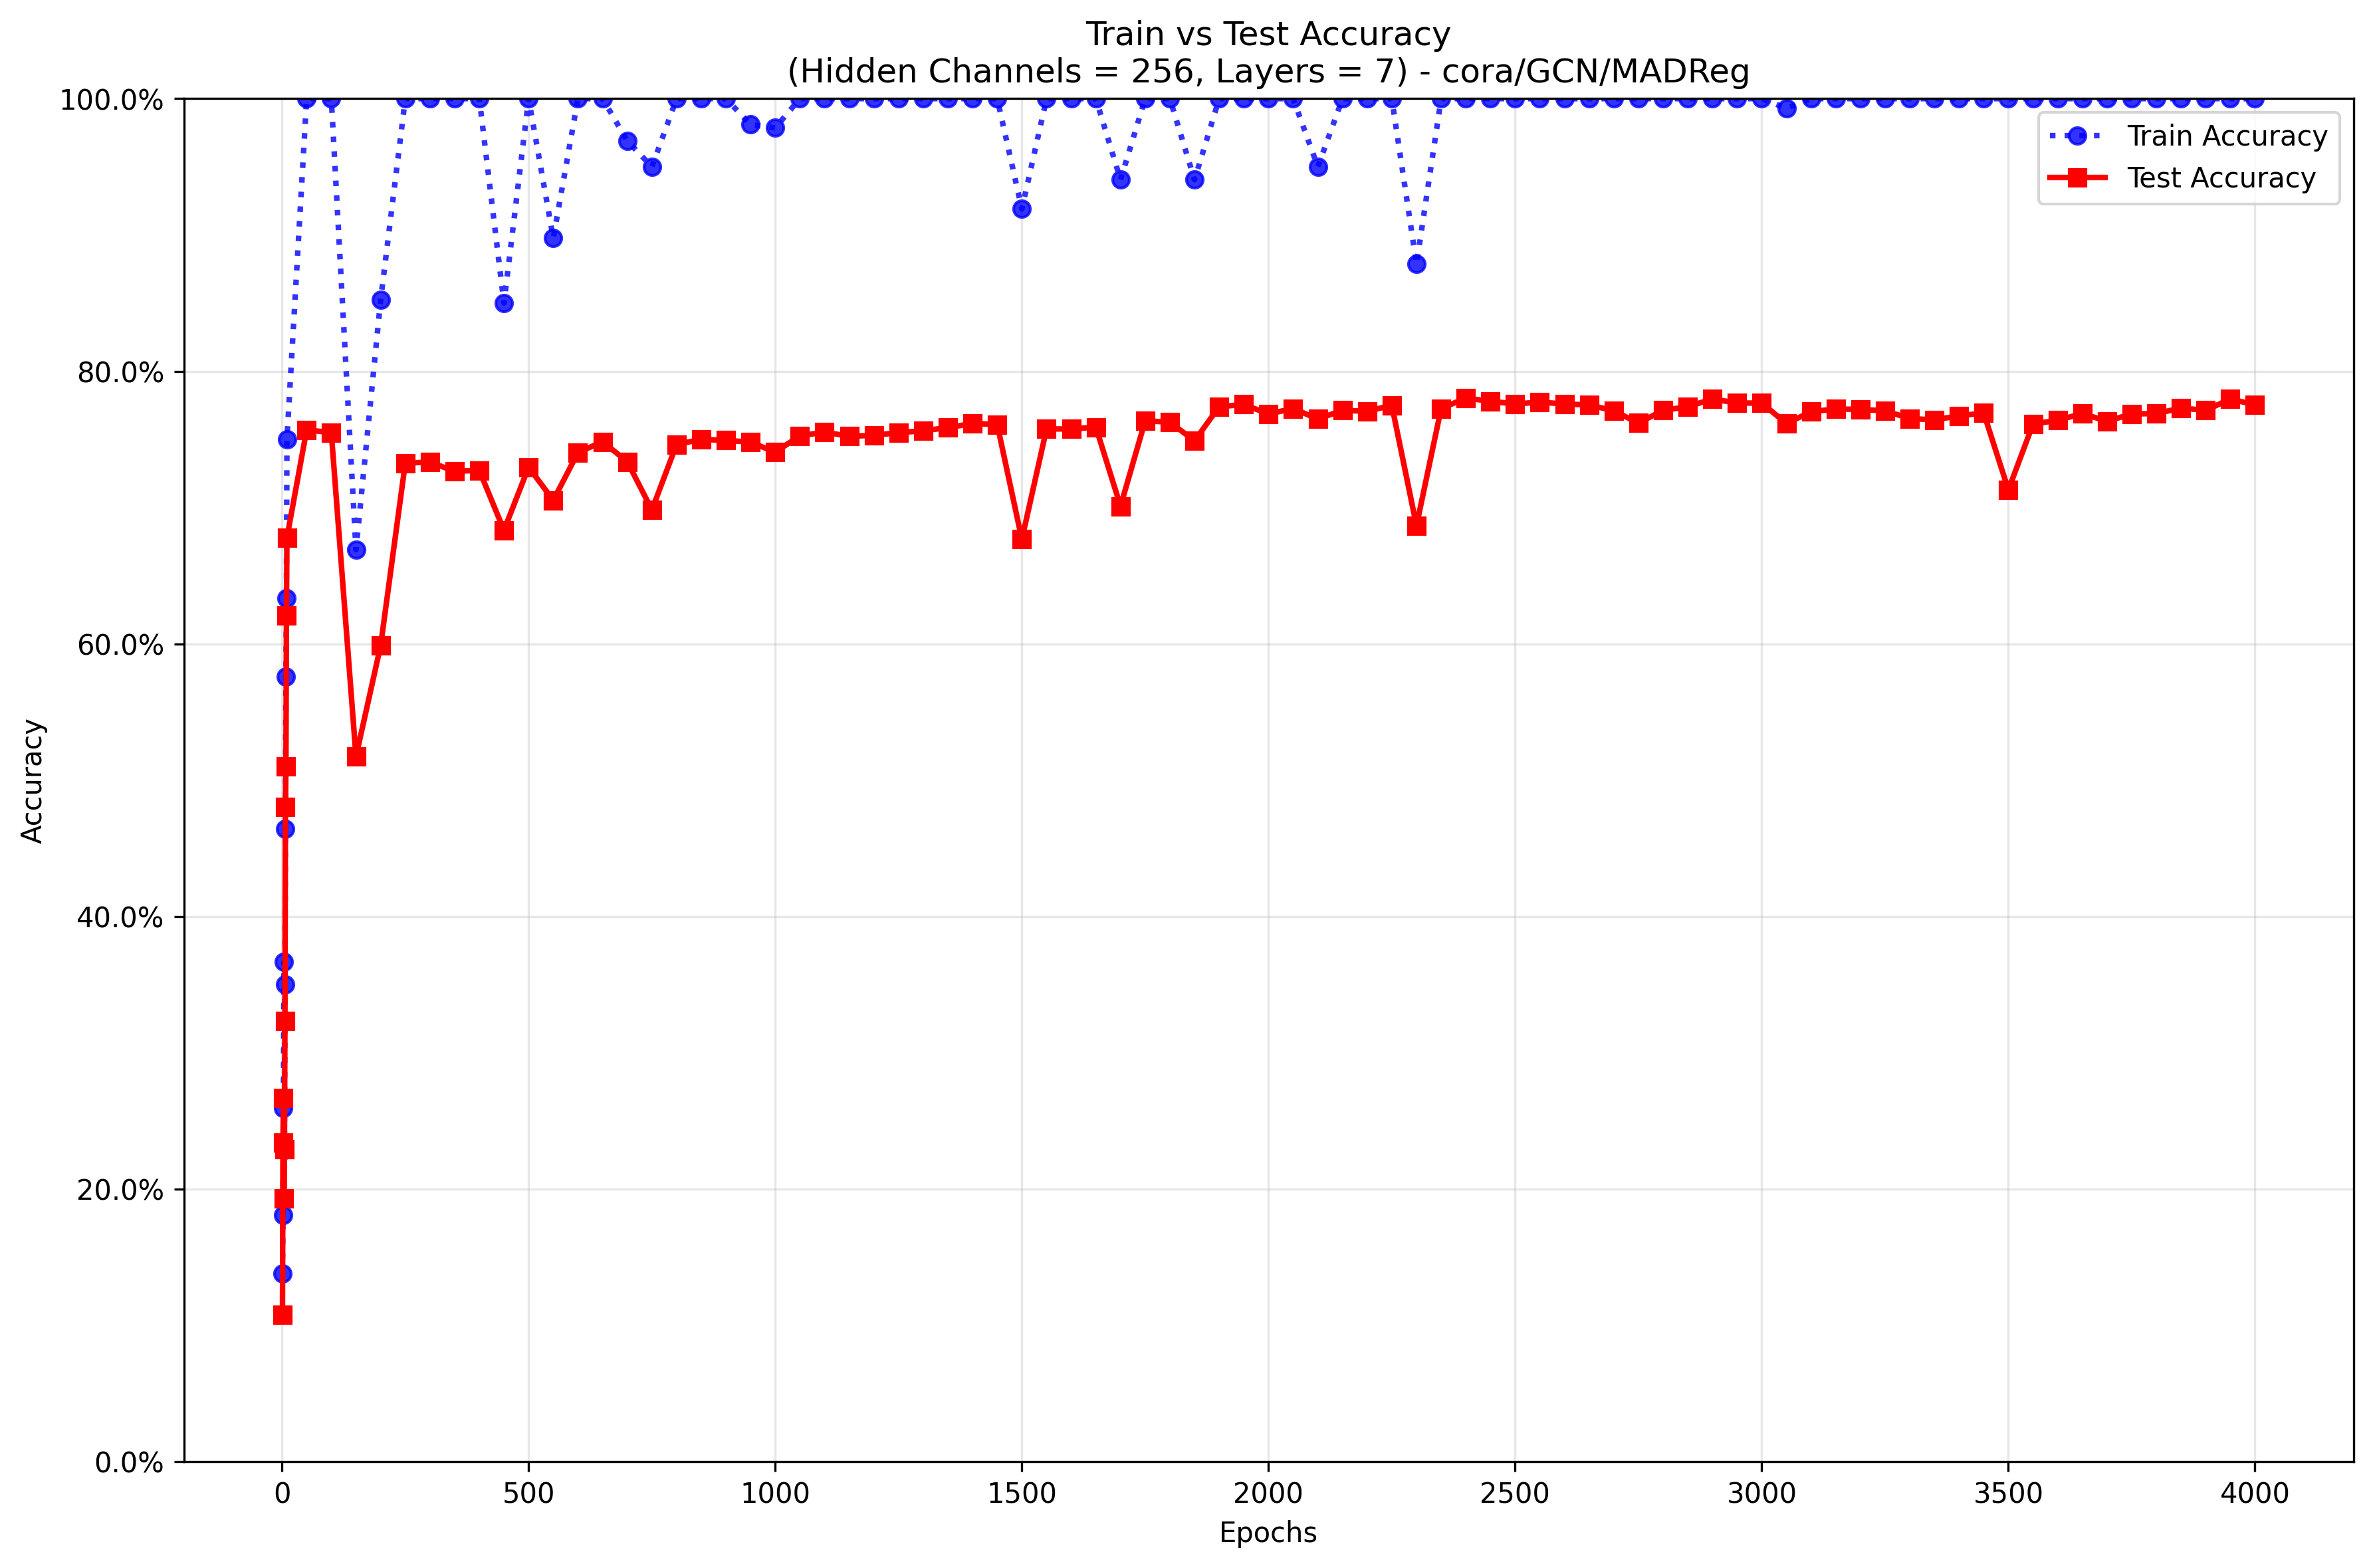 Train vs Test Accuracy
(Hidden Channels = 256, Layers = 7) - cora/GCN/MADReg
100.0%
80.0%
60.0%
40.0%
20.0%
0.0%
Accuracy
Train Accuracy
Test Accuracy
0 500 1000 1500 2000 2500 3000 3500 4000
Epochs